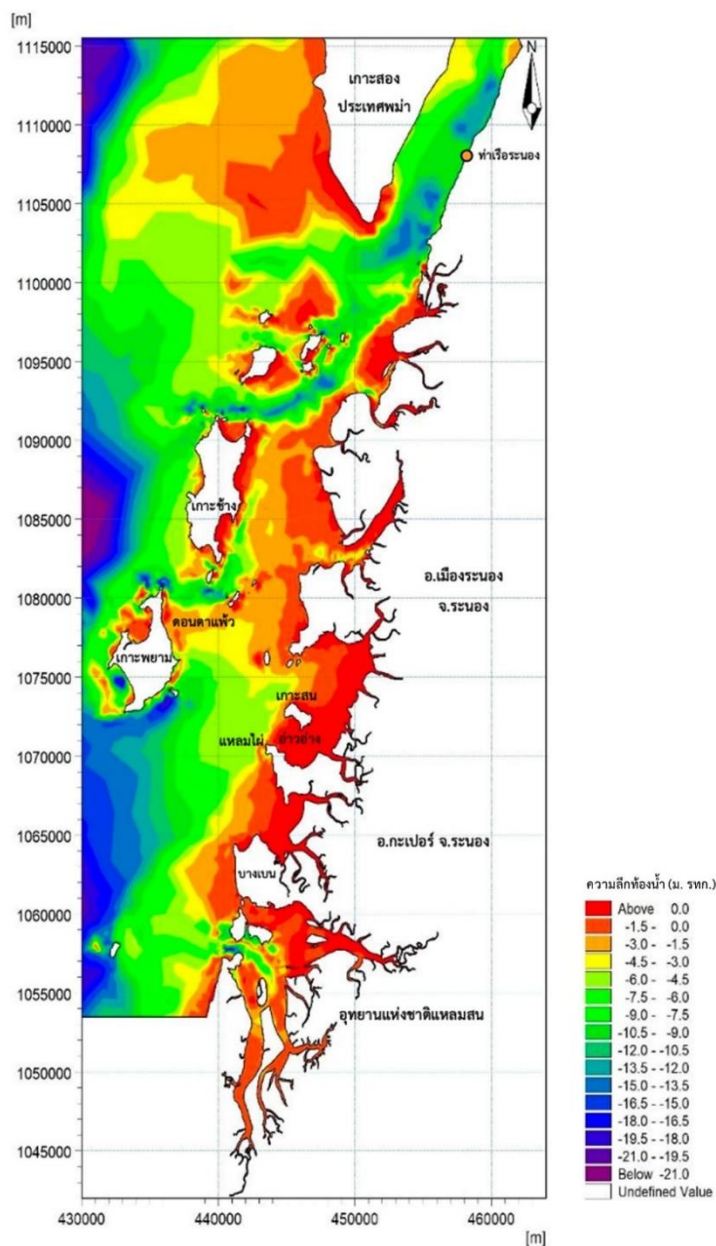 [m]
1115000
1110000
1105000
1100000
1095000
1090000
1085000
1080000
1075000
1070000
1065000
1060000
1055000
1050000
1045000
430000
440000
450000
460000
[m]
N
เกาะสอง
ประเทศพม่า
ท่าเรือระนอง
เกาะช้าง
อ.เมืองระนอง
จ.ระนอง
ดอนตาแพ้ว
เกาะพยาม
เกาะสน
แหลมไผ่
อ่าวอ่าง
อ.กะเปอร์ จ.ระนอง
บางเบน
อุทยานแห่งชาติแหลมสน
ความลึกท้องน้ำ (ม. รทก.)
Above 0.0
-1.5 - 0.0
-3.0 - -1.5
-4.5 - -3.0
-6.0 - -4.5
-7.5 - -6.0
-9.0 - -7.5
-10.5 - -9.0
-12.0 - -10.5
-13.5 - -12.0
-15.0 - -13.5
-16.5 - -15.0
-18.0 - -16.5
-19.5 - -18.0
-21.0 - -19.5
Below -21.0
Undefined Value